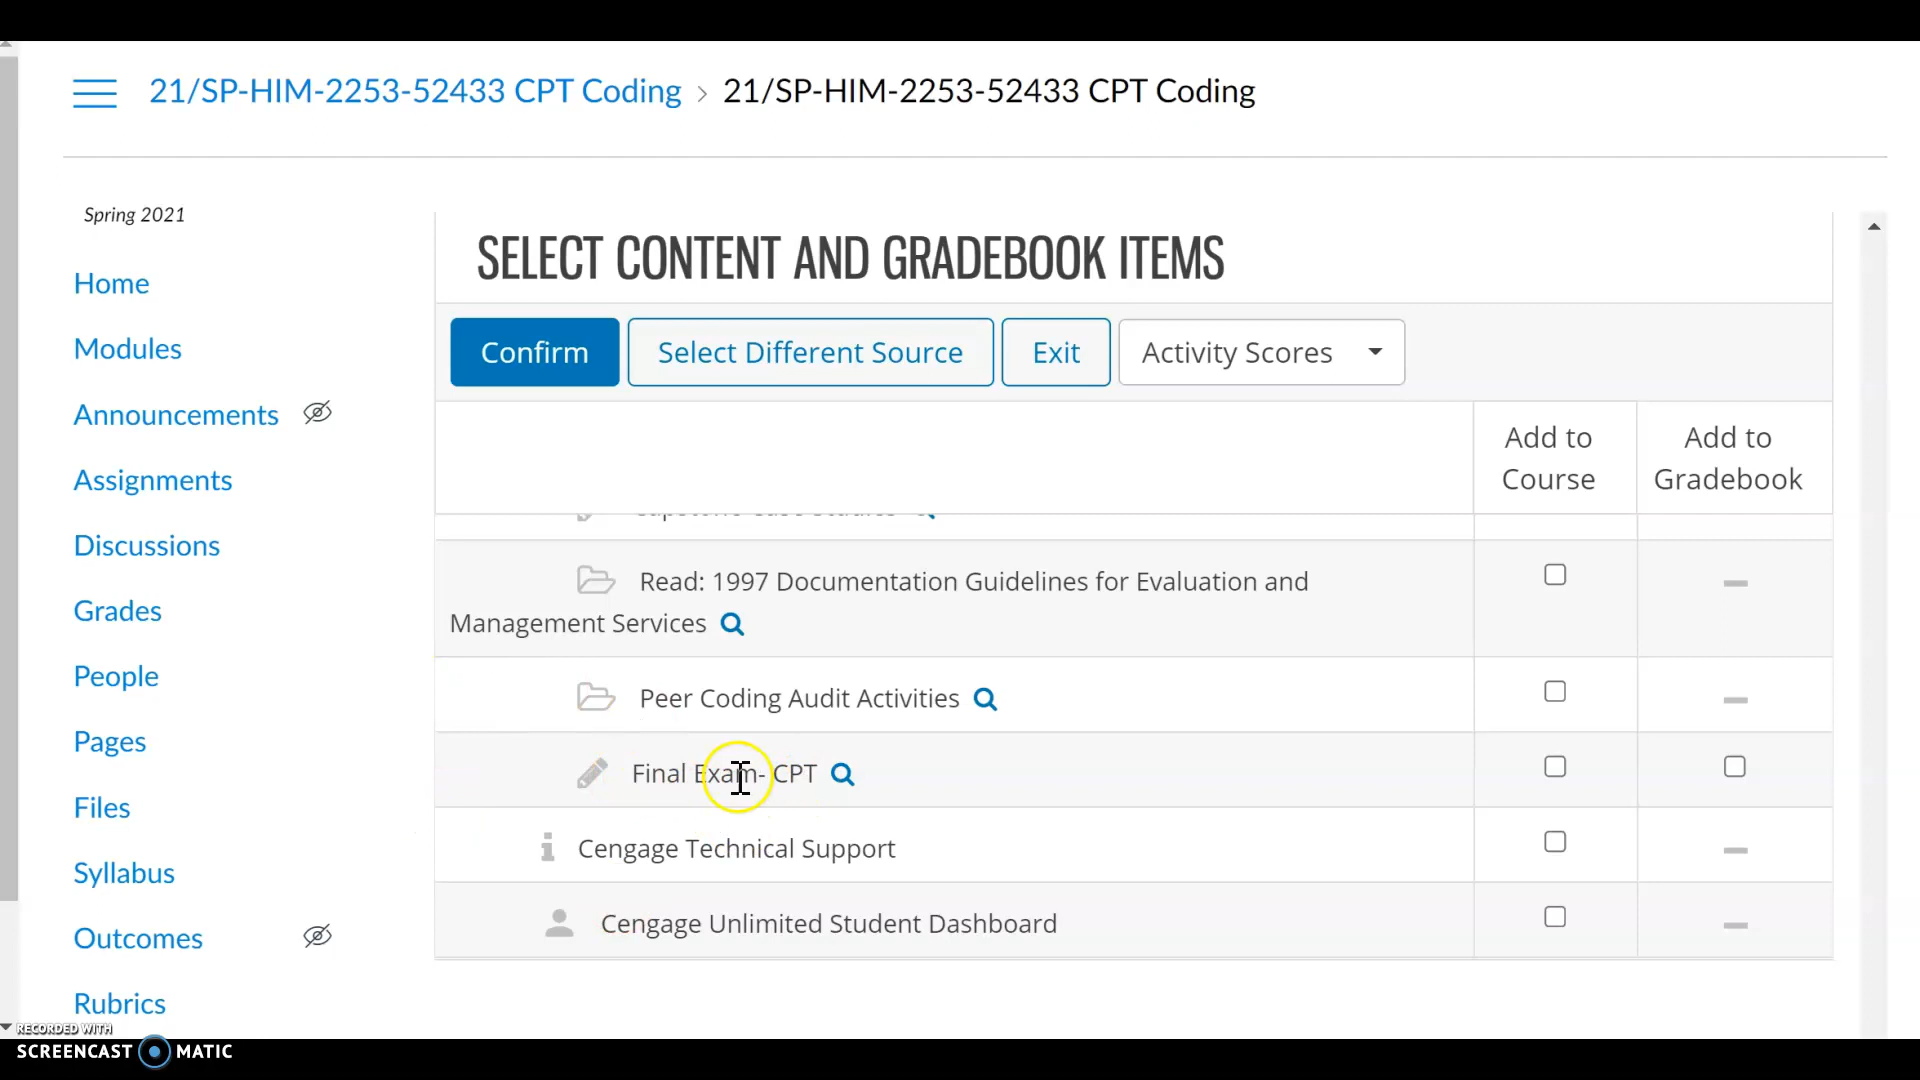 21/SP-HIM-2253-52433 CPT Coding > 21/SP-HIM-2253-52433 CPT Coding
Spring 2021
Home
Modules
Announcements
Assignments
Discussions
Grades
People
Pages
Files
Syllabus
Outcomes
Rubrics
SELECT CONTENT AND GRADEBOOK ITEMS
Confirm
Select Different Source
Exit
Activity Scores
Add to
Course
Add to
Gradebook
Read: 1997 Documentation Guidelines for Evaluation and
Management Services
Peer Coding Audit Activities
Final Exam- CPT
Cengage Technical Support
Cengage Unlimited Student Dashboard
RECORDED WITH
SCREENCAST MATIC